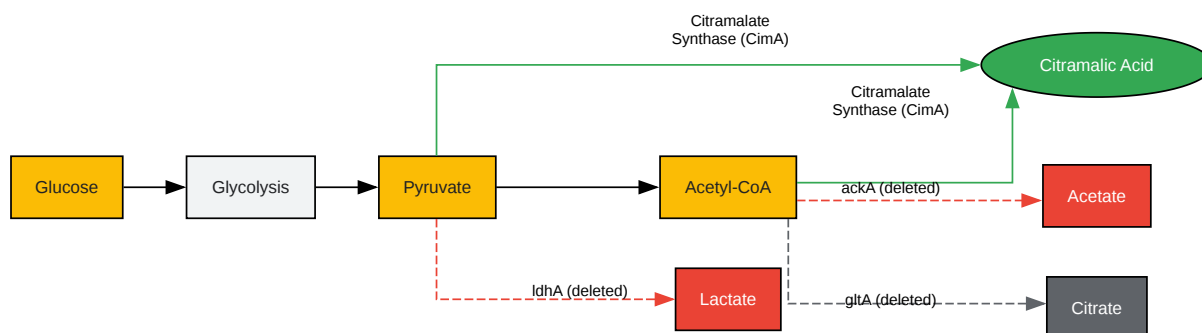 Citramalate
Synthase (CimA)
Citramalic Acid
Citramalate
Synthase (CimA)
Glucose
Glycolysis
Pyruvate
Acetyl-CoA
ackA (deleted)
Acetate
ldhA (deleted)
Lactate
gltA (deleted)
Citrate